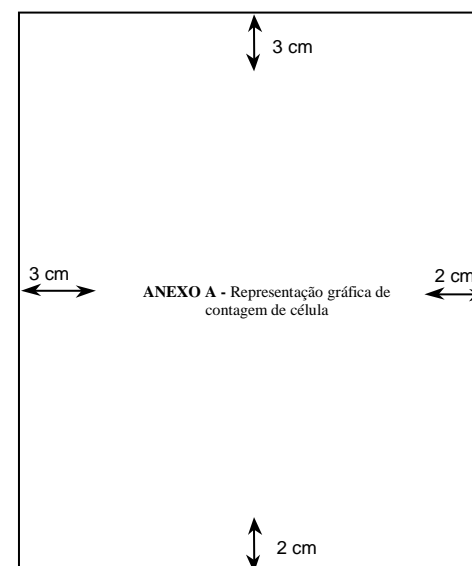 3 cm
3 cm
2 cm
ANEXO A - Representação gráfica de
contagem de célula
2 cm